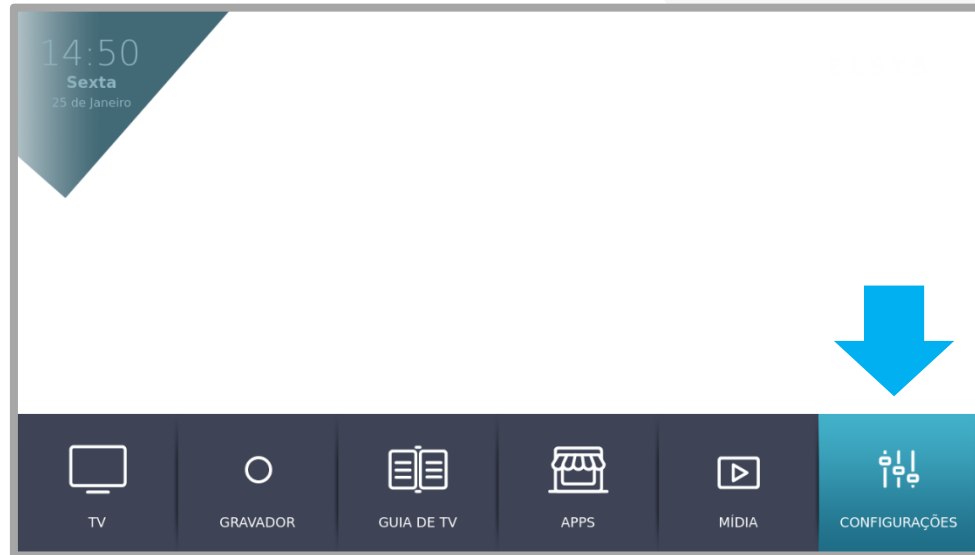 14:50
Sexta
25 de Janeiro
TV
GRAVADOR
GUIA DE TV
APPS
MÍDIA
CONFIGURAÇÕES